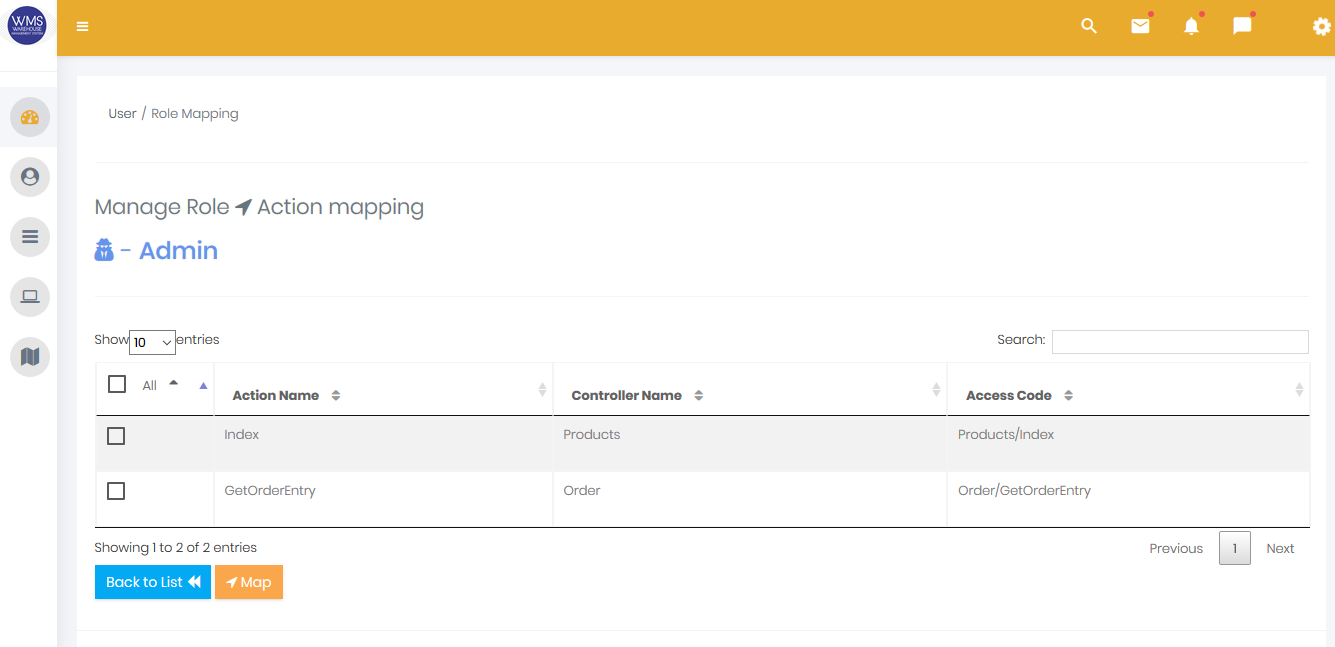 WMS
WAREHOUSE
MANAGEMENT SYSTEM
User / Role Mapping
Manage Role Action mapping
- Admin
Show 10 entries
Search:
All Action Name Controller Name Access Code
Index Products Products/Index
GetOrderEntry Order Order/GetOrderEntry
Showing 1 to 2 of 2 entries
Previous 1 Next
Back to List Map